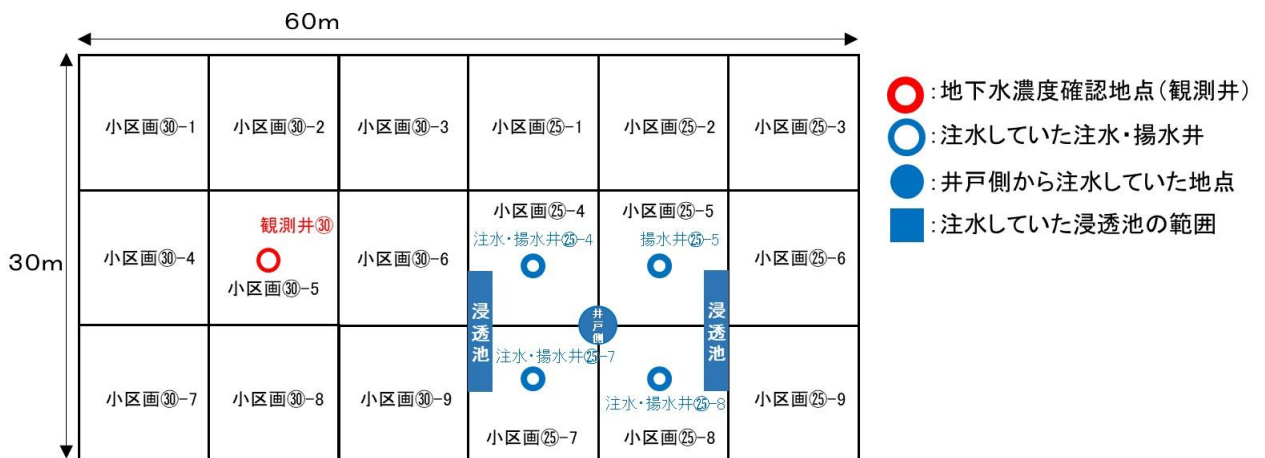 60m
30m
小区画㉚-1
小区画㉚-2
小区画㉚-3
小区画㉕-1
小区画㉕-2
小区画㉕-3
小区画㉚-4
観測井㉚
小区画㉚-5
小区画㉚-6
小区画㉕-4
注水・揚水井㉕-4
小区画㉕-5
揚水井㉕-5
小区画㉕-6
浸透池
井戸側
浸透池
小区画㉚-7
小区画㉚-8
小区画㉚-9
注水・揚水井㉕-7
小区画㉕-7
注水・揚水井㉕-8
小区画㉕-8
小区画㉕-9
:地下水濃度確認地点(観測井)
:注水していた注水・揚水井
:井戸側から注水していた地点
:注水していた浸透池の範囲